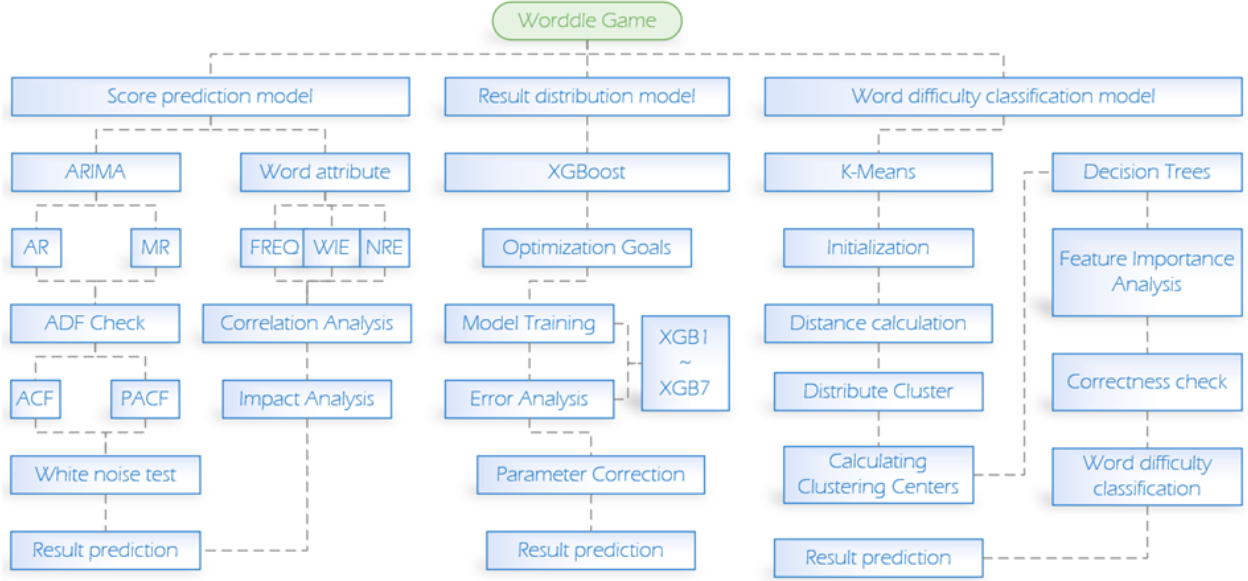 Worddle Game
Score prediction model
Result distribution model
Word difficulty classification model
ARIMA
Word attribute
XGBoost
K-Means
Decision Trees
AR
MR
FREQ
WIE
NRE
Optimization Goals
Initialization
Feature Importance
Analysis
ADF Check
Correlation Analysis
Model Training
XGB1
~
XGB7
Distance calculation
ACF
PACF
Impact Analysis
Error Analysis
Distribute Cluster
Correctness check
White noise test
Parameter Correction
Calculating
Clustering Centers
Word difficulty
classification
Result prediction
Result prediction
Result prediction